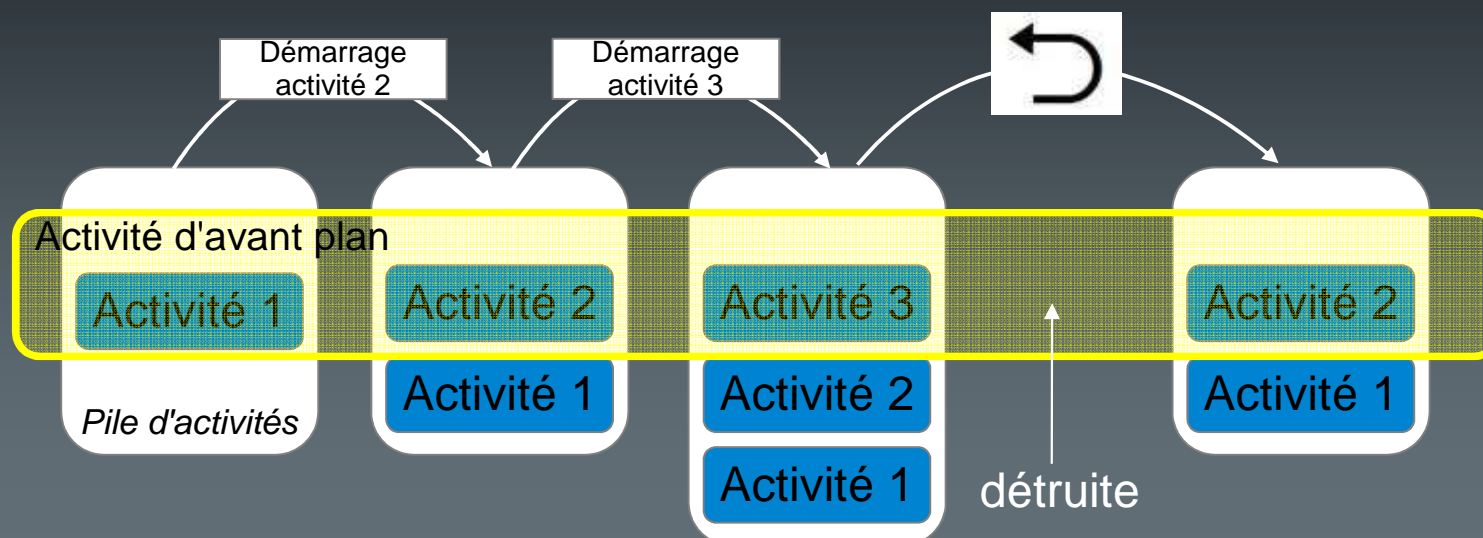 Démarrage
activité 2
Démarrage
activité 3
Activité d'avant plan
Activité 1
Activité 2
Activité 3
Activité 2
Activité 1
Activité 2
Activité 1
Pile d'activités
Activité 1
détruite